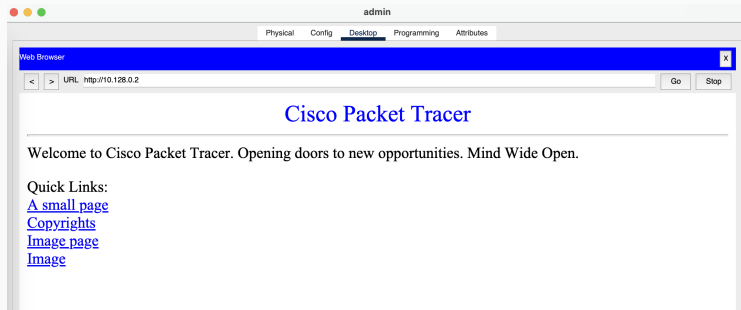 admin
Physical Config Desktop Programming Attributes
Web Browser X
< > URL http://10.128.0.2 Go Stop
Cisco Packet Tracer
Welcome to Cisco Packet Tracer. Opening doors to new opportunities. Mind Wide Open.
Quick Links:
A small page
Copyrights
Image page
Image